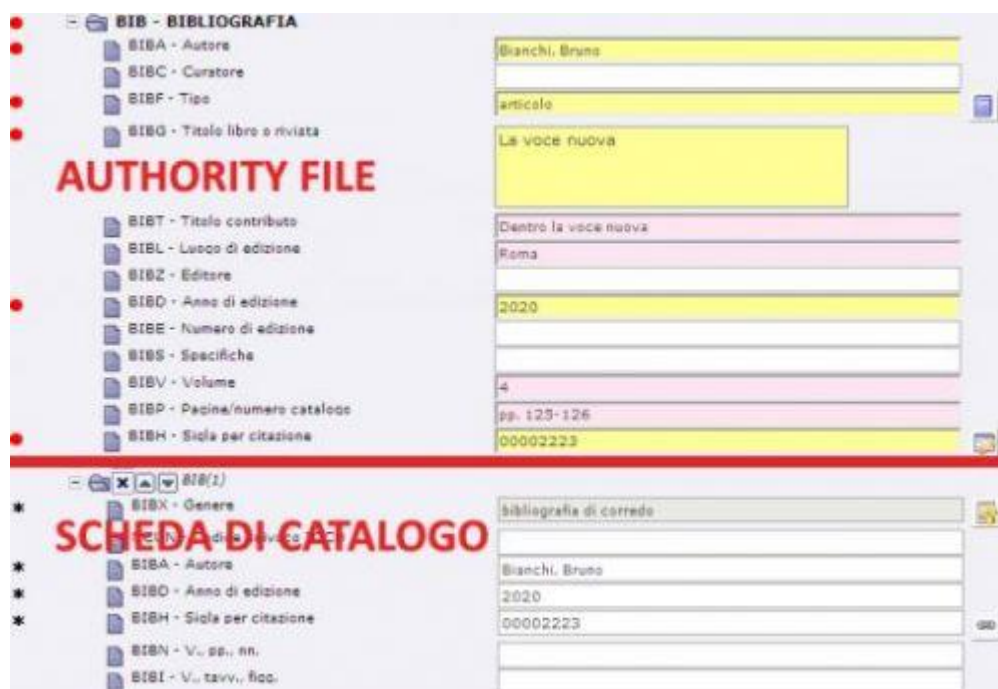 BIB - BIBLIOGRAFIA
BIBA - Autore Bianchi, Bruno
BIBC - Curatore
BIBF - Tipo articolo
BIBG - Titolo libro o rivista La voce nuova
AUTHORITY FILE
BIBT - Titolo contributo Dentro la voce nuova
BIBL - Luogo di edizione Roma
BIBZ - Editore
BIBD - Anno di edizione 2020
BIBE - Numero di edizione
BIBS - Specifiche
BIBV - Volume 4
BIBP - Pagine/numero catalogo pp. 125-126
BIBH - Sigla per citazione 00002223
BIB(1)
BIBX - Genere bibliografia di corredo
SCHEDA DI CATALOGO
BIBA - Autore Bianchi, Bruno
BIBD - Anno di edizione 2020
BIBH - Sigla per citazione 00002223
BIBN - V., pp., nn.
BIBI - V., tavv., figg.